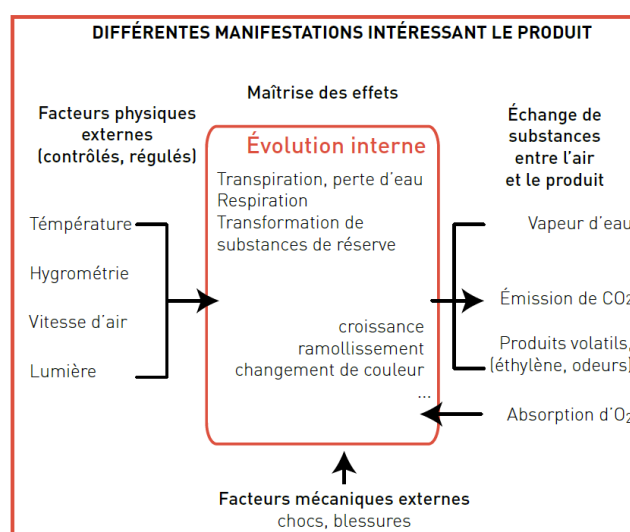 DIFFÉRENTES MANIFESTATIONS INTÉRESSANT LE PRODUIT
Maîtrise des effets
Facteurs physiques
externes
(contrôlés, régulés)
Témpérature
Hygrométrie
Vitesse d'air
Lumière
Évolution interne
Transpiration, perte d'eau
Respiration
Transformation de
substances de réserve
croissance
ramollissement
changement de couleur
...
Échange de
substances
entre l'air
et le produit
Vapeur d'eau
Émission de CO2
Produits volatils,
(éthylène, odeurs)
Absorption d'O2
Facteurs mécaniques externes
chocs, blessures